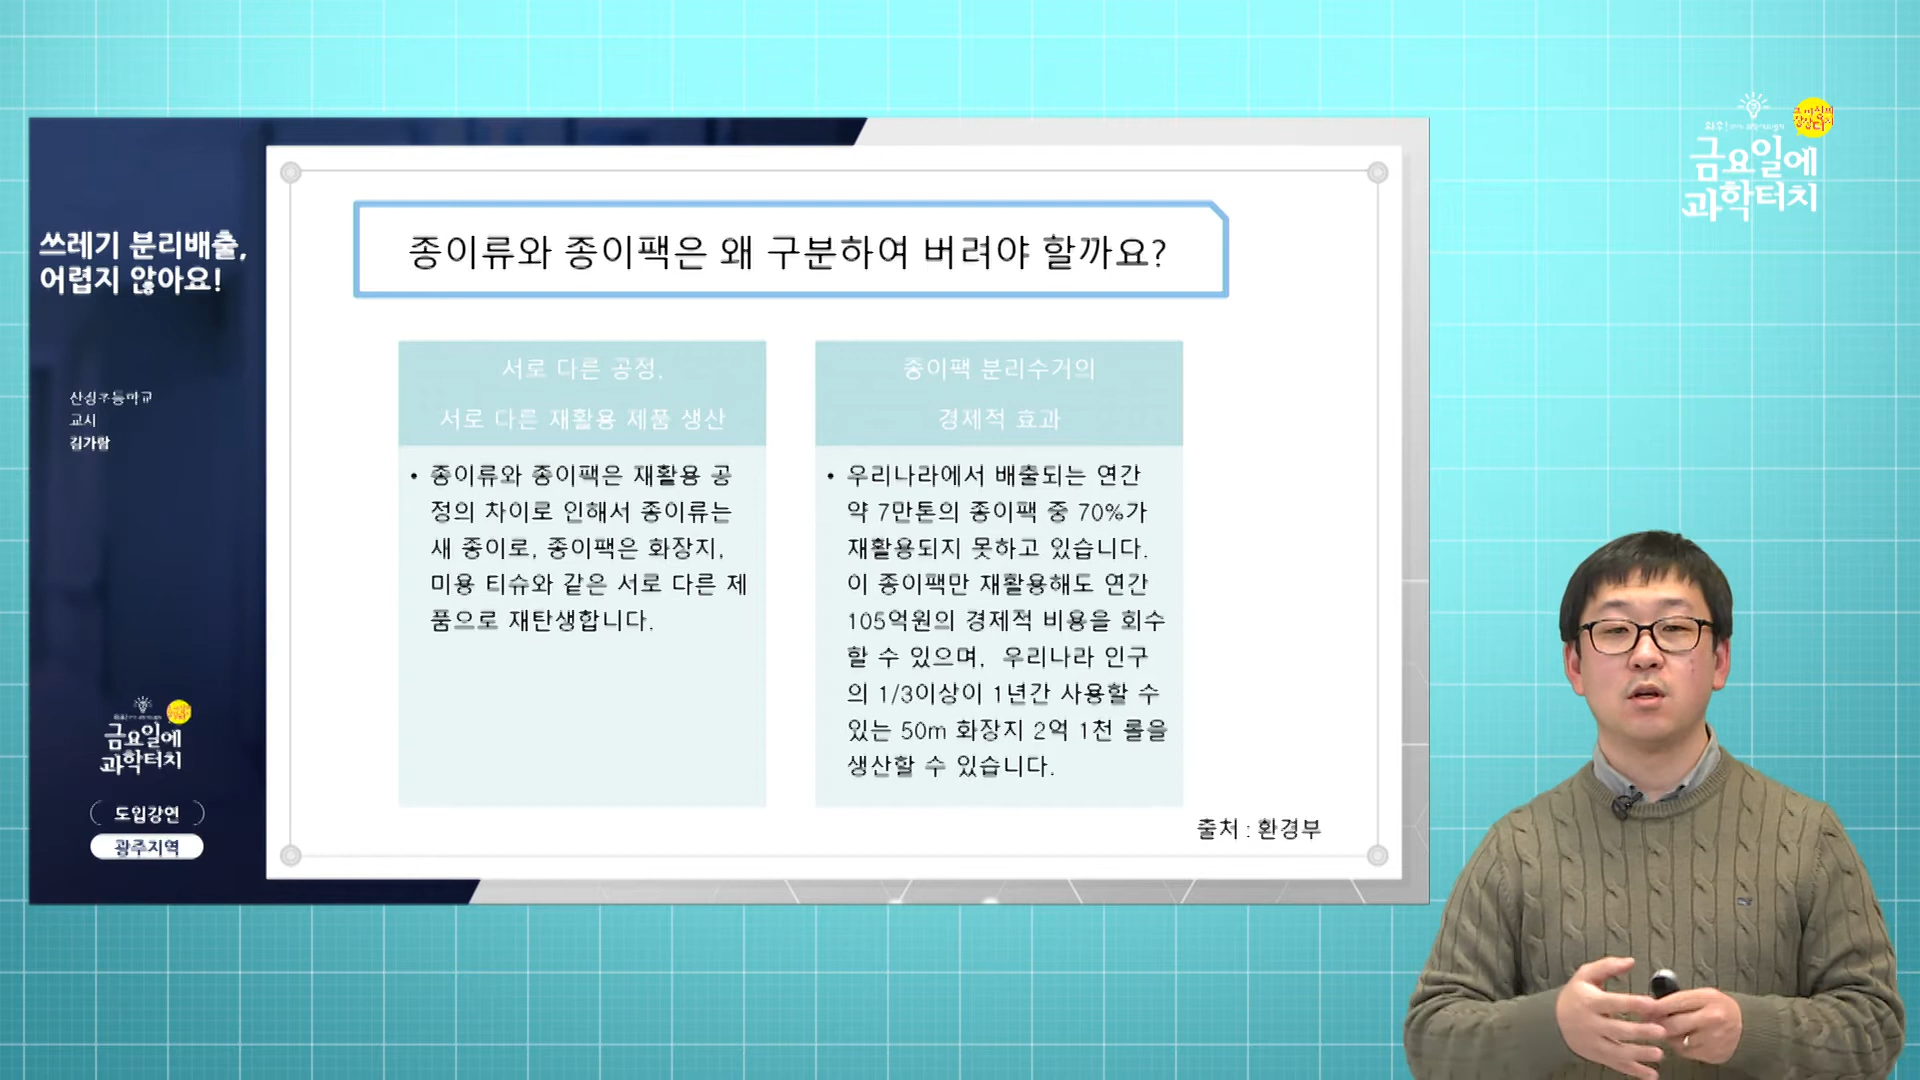 쓰레기 분리배출,
어렵지 않아요!
교사
김가람
금요일에
과학터치
도입강연
광주지역
종이류와 종이팩은 왜 구분하여 버려야 할까요?
서로 다른 공정,
서로 다른 재활용 제품 생산
• 종이류와 종이팩은 재활용 공
정의 차이로 인해서 종이류는
새 종이로, 종이팩은 화장지,
미용 티슈와 같은 서로 다른 제
품으로 재탄생합니다.
종이팩 분리수거의
경제적 효과
• 우리나라에서 배출되는 연간
약 7만톤의 종이팩 중 70%가
재활용되지 못하고 있습니다.
이 종이팩만 재활용해도 연간
105억원의 경제적 비용을 회수
할 수 있으며, 우리나라 인구
의 1/3이상이 1년간 사용할 수
있는 50m 화장지 2억 1천 롤을
생산할 수 있습니다.
출처 : 환경부
금요일에
과학터치